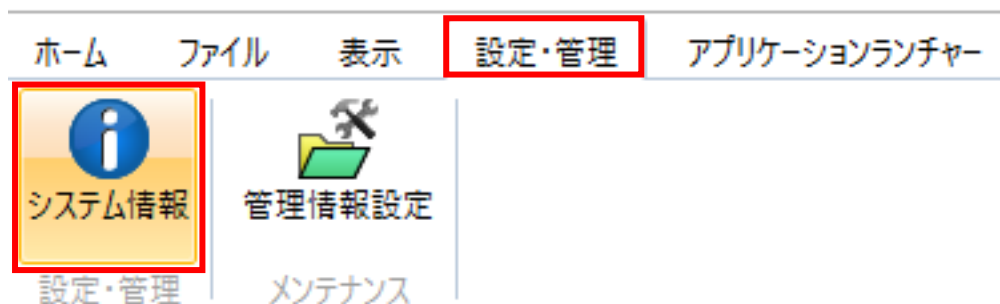 ホーム ファイル 表示 設定・管理 アプリケーションランチャー
システム情報 管理情報設定
設定・管理 メンテナンス